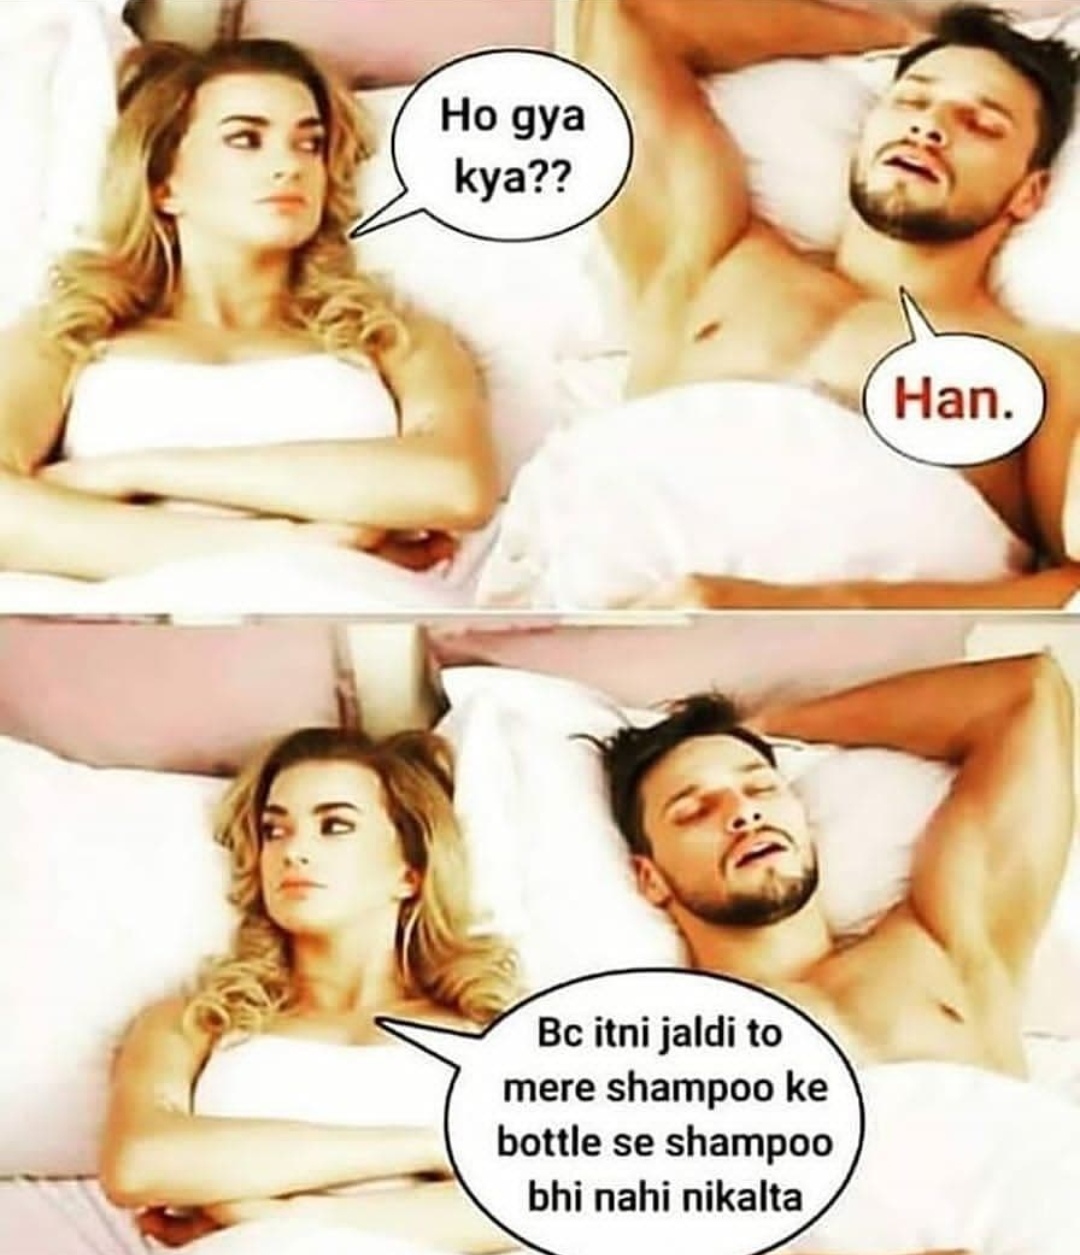 Ho gya
kya??
Han.
Bc itni jaldi to
mere shampoo ke
bottle se shampoo
bhi nahi nikalta